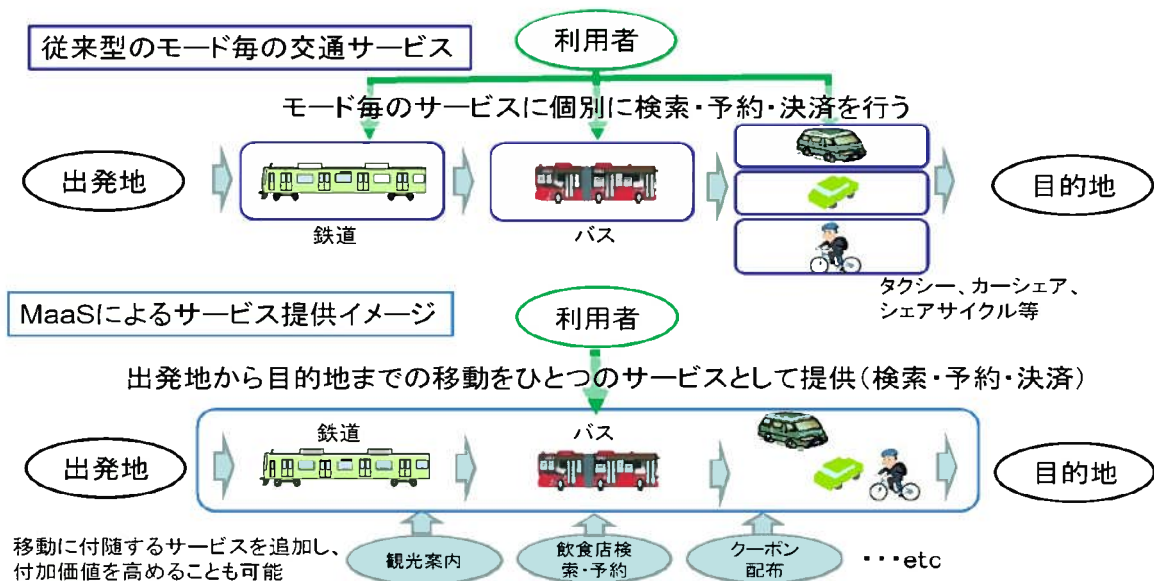 従来型のモード毎の交通サービス
利用者
モード毎のサービスに個別に検索・予約・決済を行う
出発地
目的地
鉄道
バス
タクシー、カーシェア、
シェアサイクル等
MaaSによるサービス提供イメージ
利用者
出発地から目的地までの移動をひとつのサービスとして提供(検索・予約・決済)
鉄道
バス
出発地
目的地
移動に付随するサービスを追加し、
付加価値を高めることも可能
観光案内
飲食店検
索・予約
クーポン
配布
・・・etc